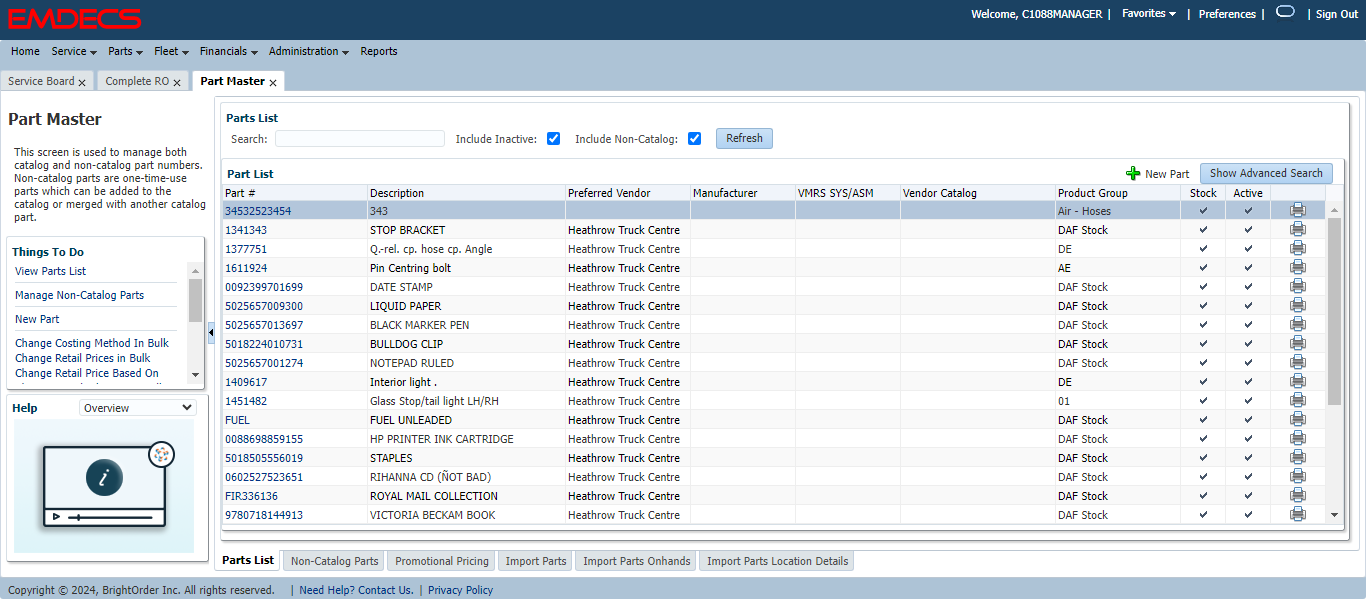 EMDECS
Welcome, C1088MANAGER | Favorites | Preferences | | Sign Out
Home Service Parts Fleet Financials Administration Reports
Service Board x Complete RO x Part Master x
Part Master
This screen is used to manage both
catalog and non-catalog part numbers.
Non-catalog parts are one-time-use
parts which can be added to the
catalog or merged with another catalog
part.
Things To Do
View Parts List
Manage Non-Catalog Parts
New Part
Change Costing Method In Bulk
Change Retail Prices in Bulk
Change Retail Price Based On
Help Overview
i
Parts List
Search: Include Inactive: Include Non-Catalog: Refresh
Part List New Part Show Advanced Search
Part # Description Preferred Vendor Manufacturer VMRS SYS/ASM Vendor Catalog Product Group Stock Active
34532523454 343 Air - Hoses
1341343 STOP BRACKET Heathrow Truck Centre DAF Stock
1377751 Q.-rel. cp. hose cp. Angle Heathrow Truck Centre DE
1611924 Pin Centring bolt Heathrow Truck Centre AE
0092399701699 DATE STAMP Heathrow Truck Centre DAF Stock
5025657009300 LIQUID PAPER Heathrow Truck Centre DAF Stock
5025657013697 BLACK MARKER PEN Heathrow Truck Centre DAF Stock
5018224010731 BULLDOG CLIP Heathrow Truck Centre DAF Stock
5025657001274 NOTEPAD RULED Heathrow Truck Centre DAF Stock
1409617 Interior light . Heathrow Truck Centre DE
1451482 Glass Stop/tail light LH/RH Heathrow Truck Centre 01
FUEL FUEL UNLEADED Heathrow Truck Centre DAF Stock
0088698859155 HP PRINTER INK CARTRIDGE Heathrow Truck Centre DAF Stock
5018505556019 STAPLES Heathrow Truck Centre DAF Stock
0602527523651 RIHANNA CD (ÑOT BAD) Heathrow Truck Centre DAF Stock
FIR336136 ROYAL MAIL COLLECTION Heathrow Truck Centre DAF Stock
9780718144913 VICTORIA BECKAM BOOK Heathrow Truck Centre DAF Stock
Parts List Non-Catalog Parts Promotional Pricing Import Parts Import Parts Onhands Import Parts Location Details
Copyright © 2024, BrightOrder Inc. All rights reserved. | Need Help? Contact Us. | Privacy Policy